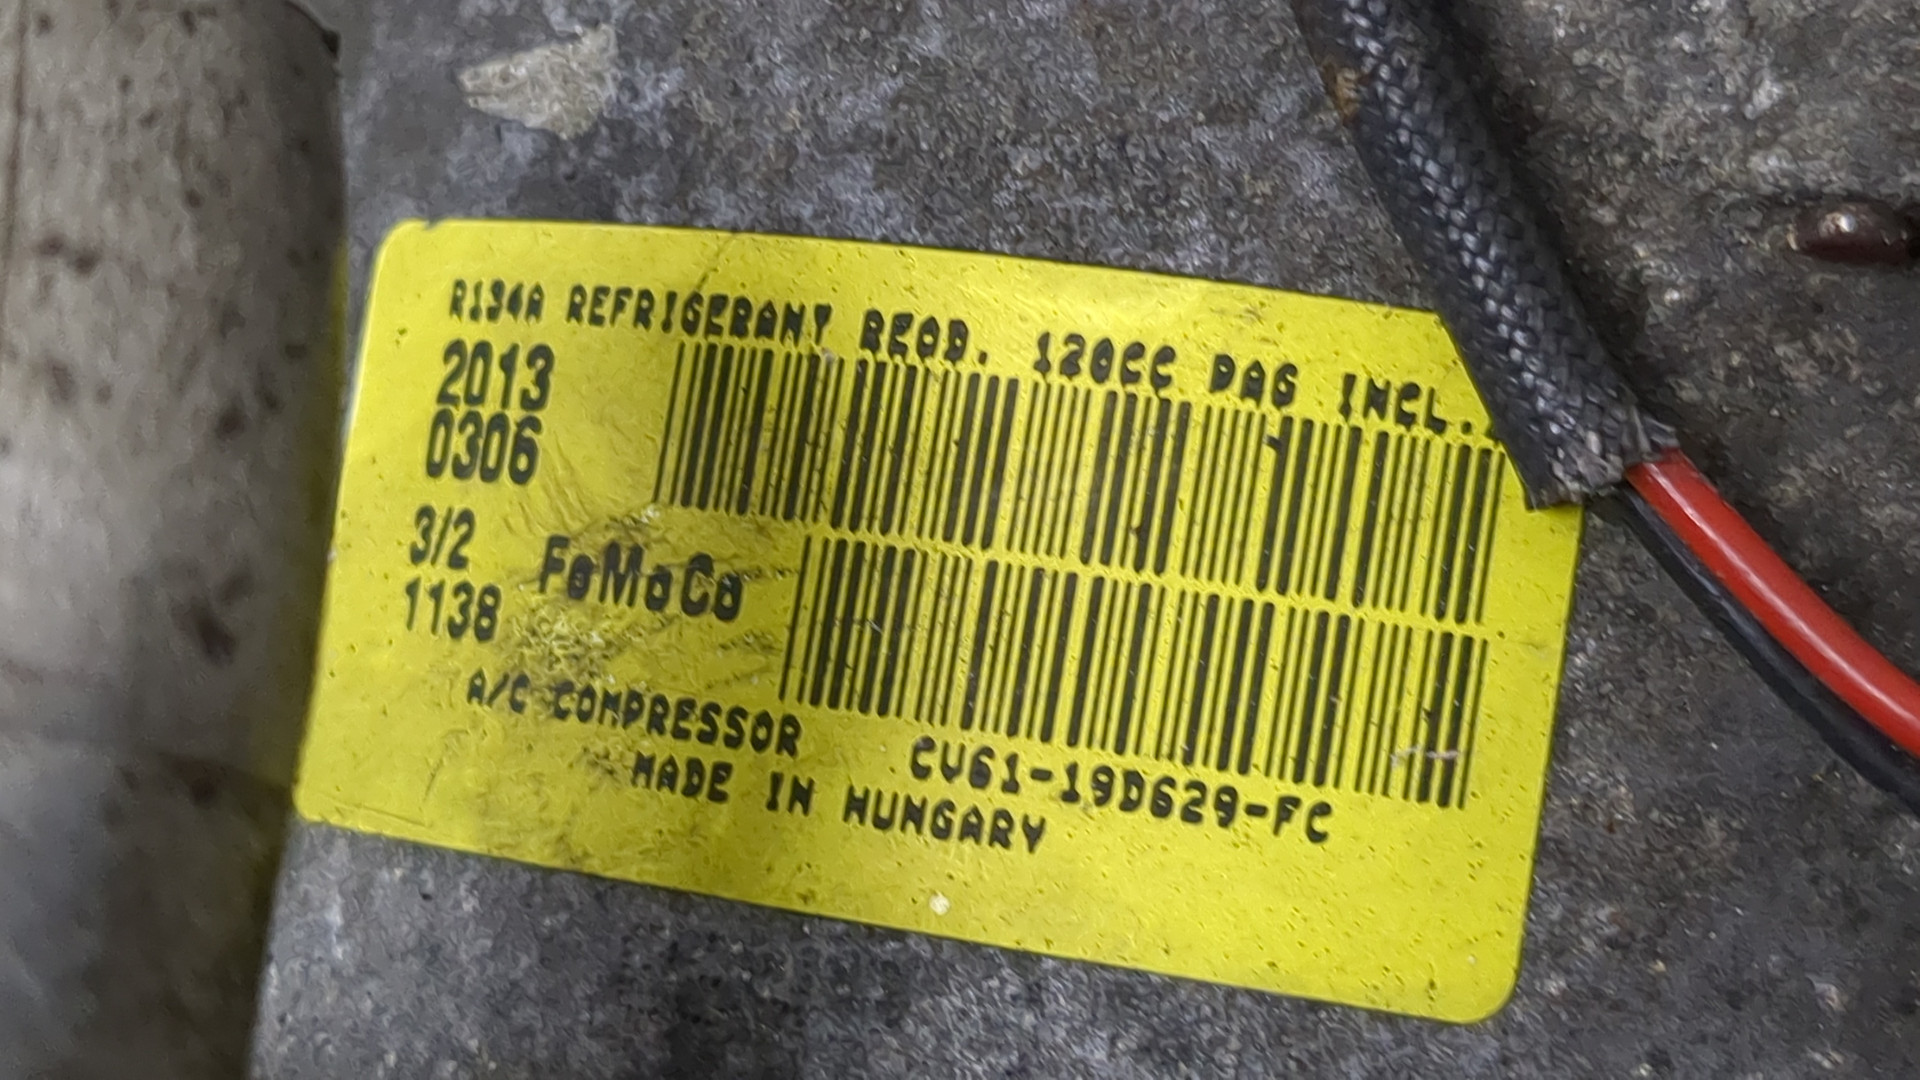 R134A REFRIGERANT REQD. 120CC PAG INCL.
2013
0306
3/2
1138
FoMoCo
A/C COMPRESSOR CV61-19D629-FC
MADE IN HUNGARY